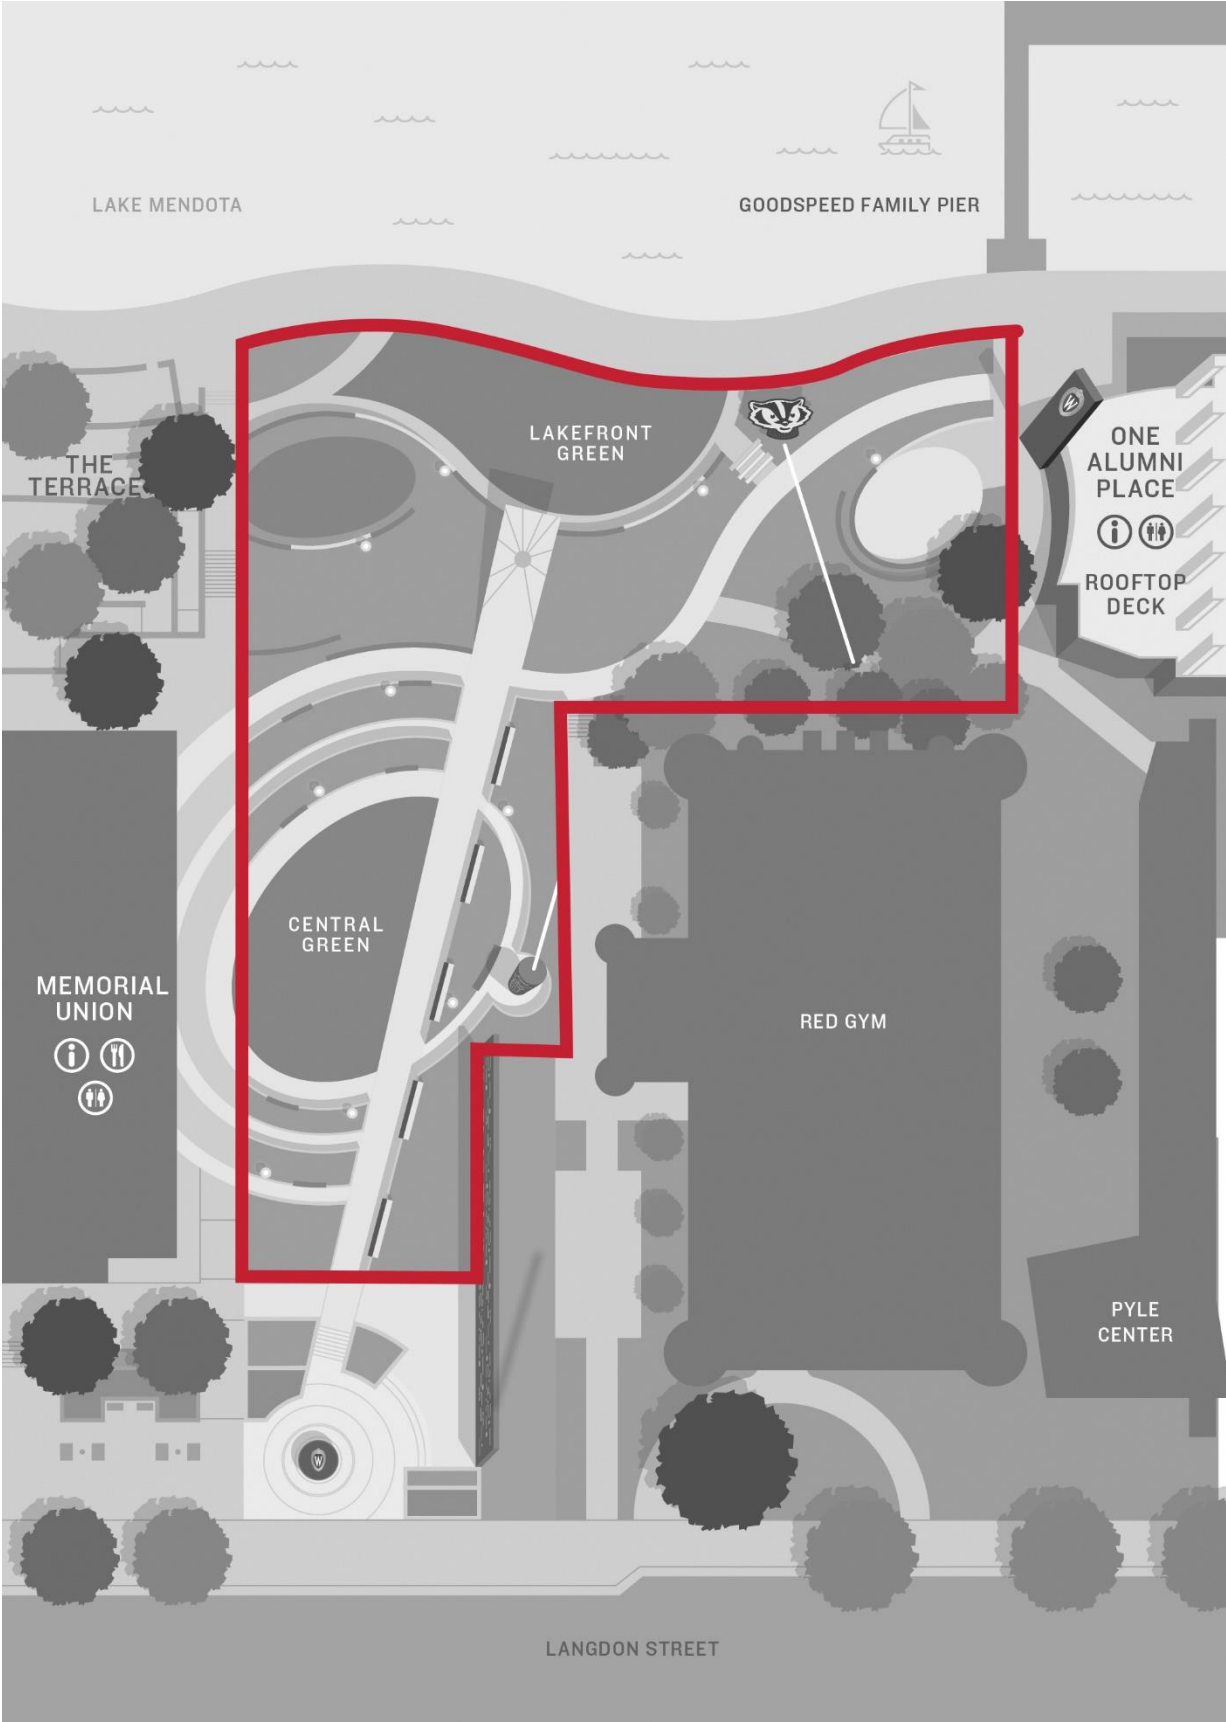 LAKE MENDOTA
GOODSPEED FAMILY PIER
LAKEFRONT
GREEN
THE
TERRACE
W
ONE
ALUMNI
PLACE
ROOFTOP
DECK
CENTRAL
GREEN
MEMORIAL
UNION
RED GYM
PYLE
CENTER
W
LANGDON STREET